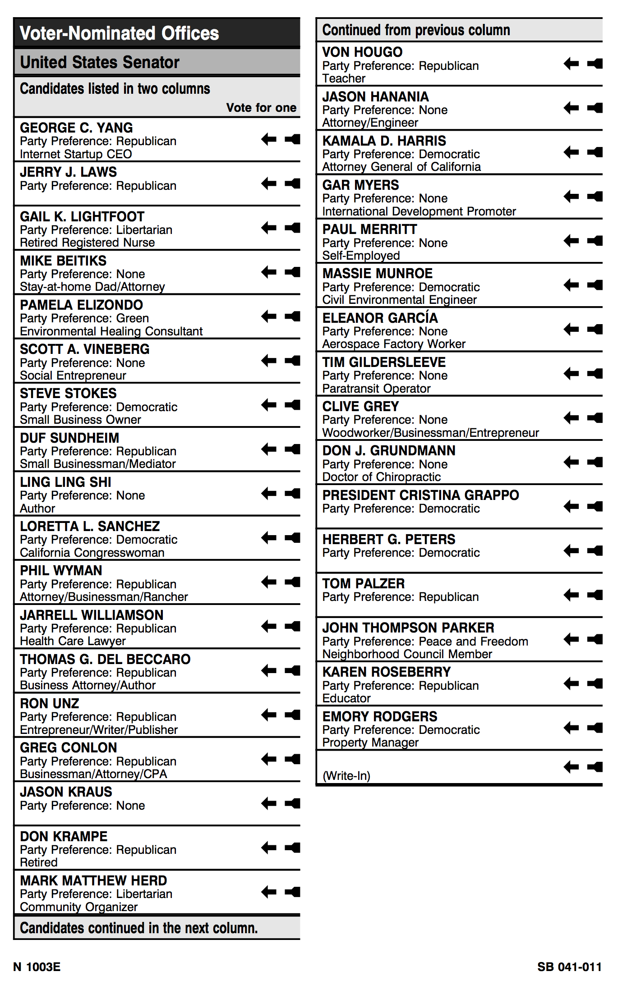 Voter-Nominated Offices
United States Senator
Candidates listed in two columns
Vote for one
GEORGE C. YANG
Party Preference: Republican
Internet Startup CEO
JERRY J. LAWS
Party Preference: Republican
GAIL K. LIGHTFOOT
Party Preference: Libertarian
Retired Registered Nurse
MIKE BEITIKS
Party Preference: None
Stay-at-home Dad/Attorney
PAMELA ELIZONDO
Party Preference: Green
Environmental Healing Consultant
SCOTT A. VINEBERG
Party Preference: None
Social Entrepreneur
STEVE STOKES
Party Preference: Democratic
Small Business Owner
DUF SUNDHEIM
Party Preference: Republican
Small Businessman/Mediator
LING LING SHI
Party Preference: None
Author
LORETTA L. SANCHEZ
Party Preference: Democratic
California Congresswoman
PHIL WYMAN
Party Preference: Republican
Attorney/Businessman/Rancher
JARRELL WILLIAMSON
Party Preference: Republican
Health Care Lawyer
THOMAS G. DEL BECCARO
Party Preference: Republican
Business Attorney/Author
RON UNZ
Party Preference: Republican
Entrepreneur/Writer/Publisher
GREG CONLON
Party Preference: Republican
Businessman/Attorney/CPA
JASON KRAUS
Party Preference: None
DON KRAMPE
Party Preference: Republican
Retired
MARK MATTHEW HERD
Party Preference: Libertarian
Community Organizer
Candidates continued in the next column.
Continued from previous column
VON HOUGO
Party Preference: Republican
Teacher
JASON HANANIA
Party Preference: None
Attorney/Engineer
KAMALA D. HARRIS
Party Preference: Democratic
Attorney General of California
GAR MYERS
Party Preference: None
International Development Promoter
PAUL MERRITT
Party Preference: None
Self-Employed
MASSIE MUNROE
Party Preference: Democratic
Civil Environmental Engineer
ELEANOR GARCÍA
Party Preference: None
Aerospace Factory Worker
TIM GILDERSLEEVE
Party Preference: None
Paratransit Operator
CLIVE GREY
Party Preference: None
Woodworker/Businessman/Entrepreneur
DON J. GRUNDMANN
Party Preference: None
Doctor of Chiropractic
PRESIDENT CRISTINA GRAPPO
Party Preference: Democratic
HERBERT G. PETERS
Party Preference: Democratic
TOM PALZER
Party Preference: Republican
JOHN THOMPSON PARKER
Party Preference: Peace and Freedom
Neighborhood Council Member
KAREN ROSEBERRY
Party Preference: Republican
Educator
EMORY RODGERS
Party Preference: Democratic
Property Manager
(Write-In)
N 1003E
SB 041-011